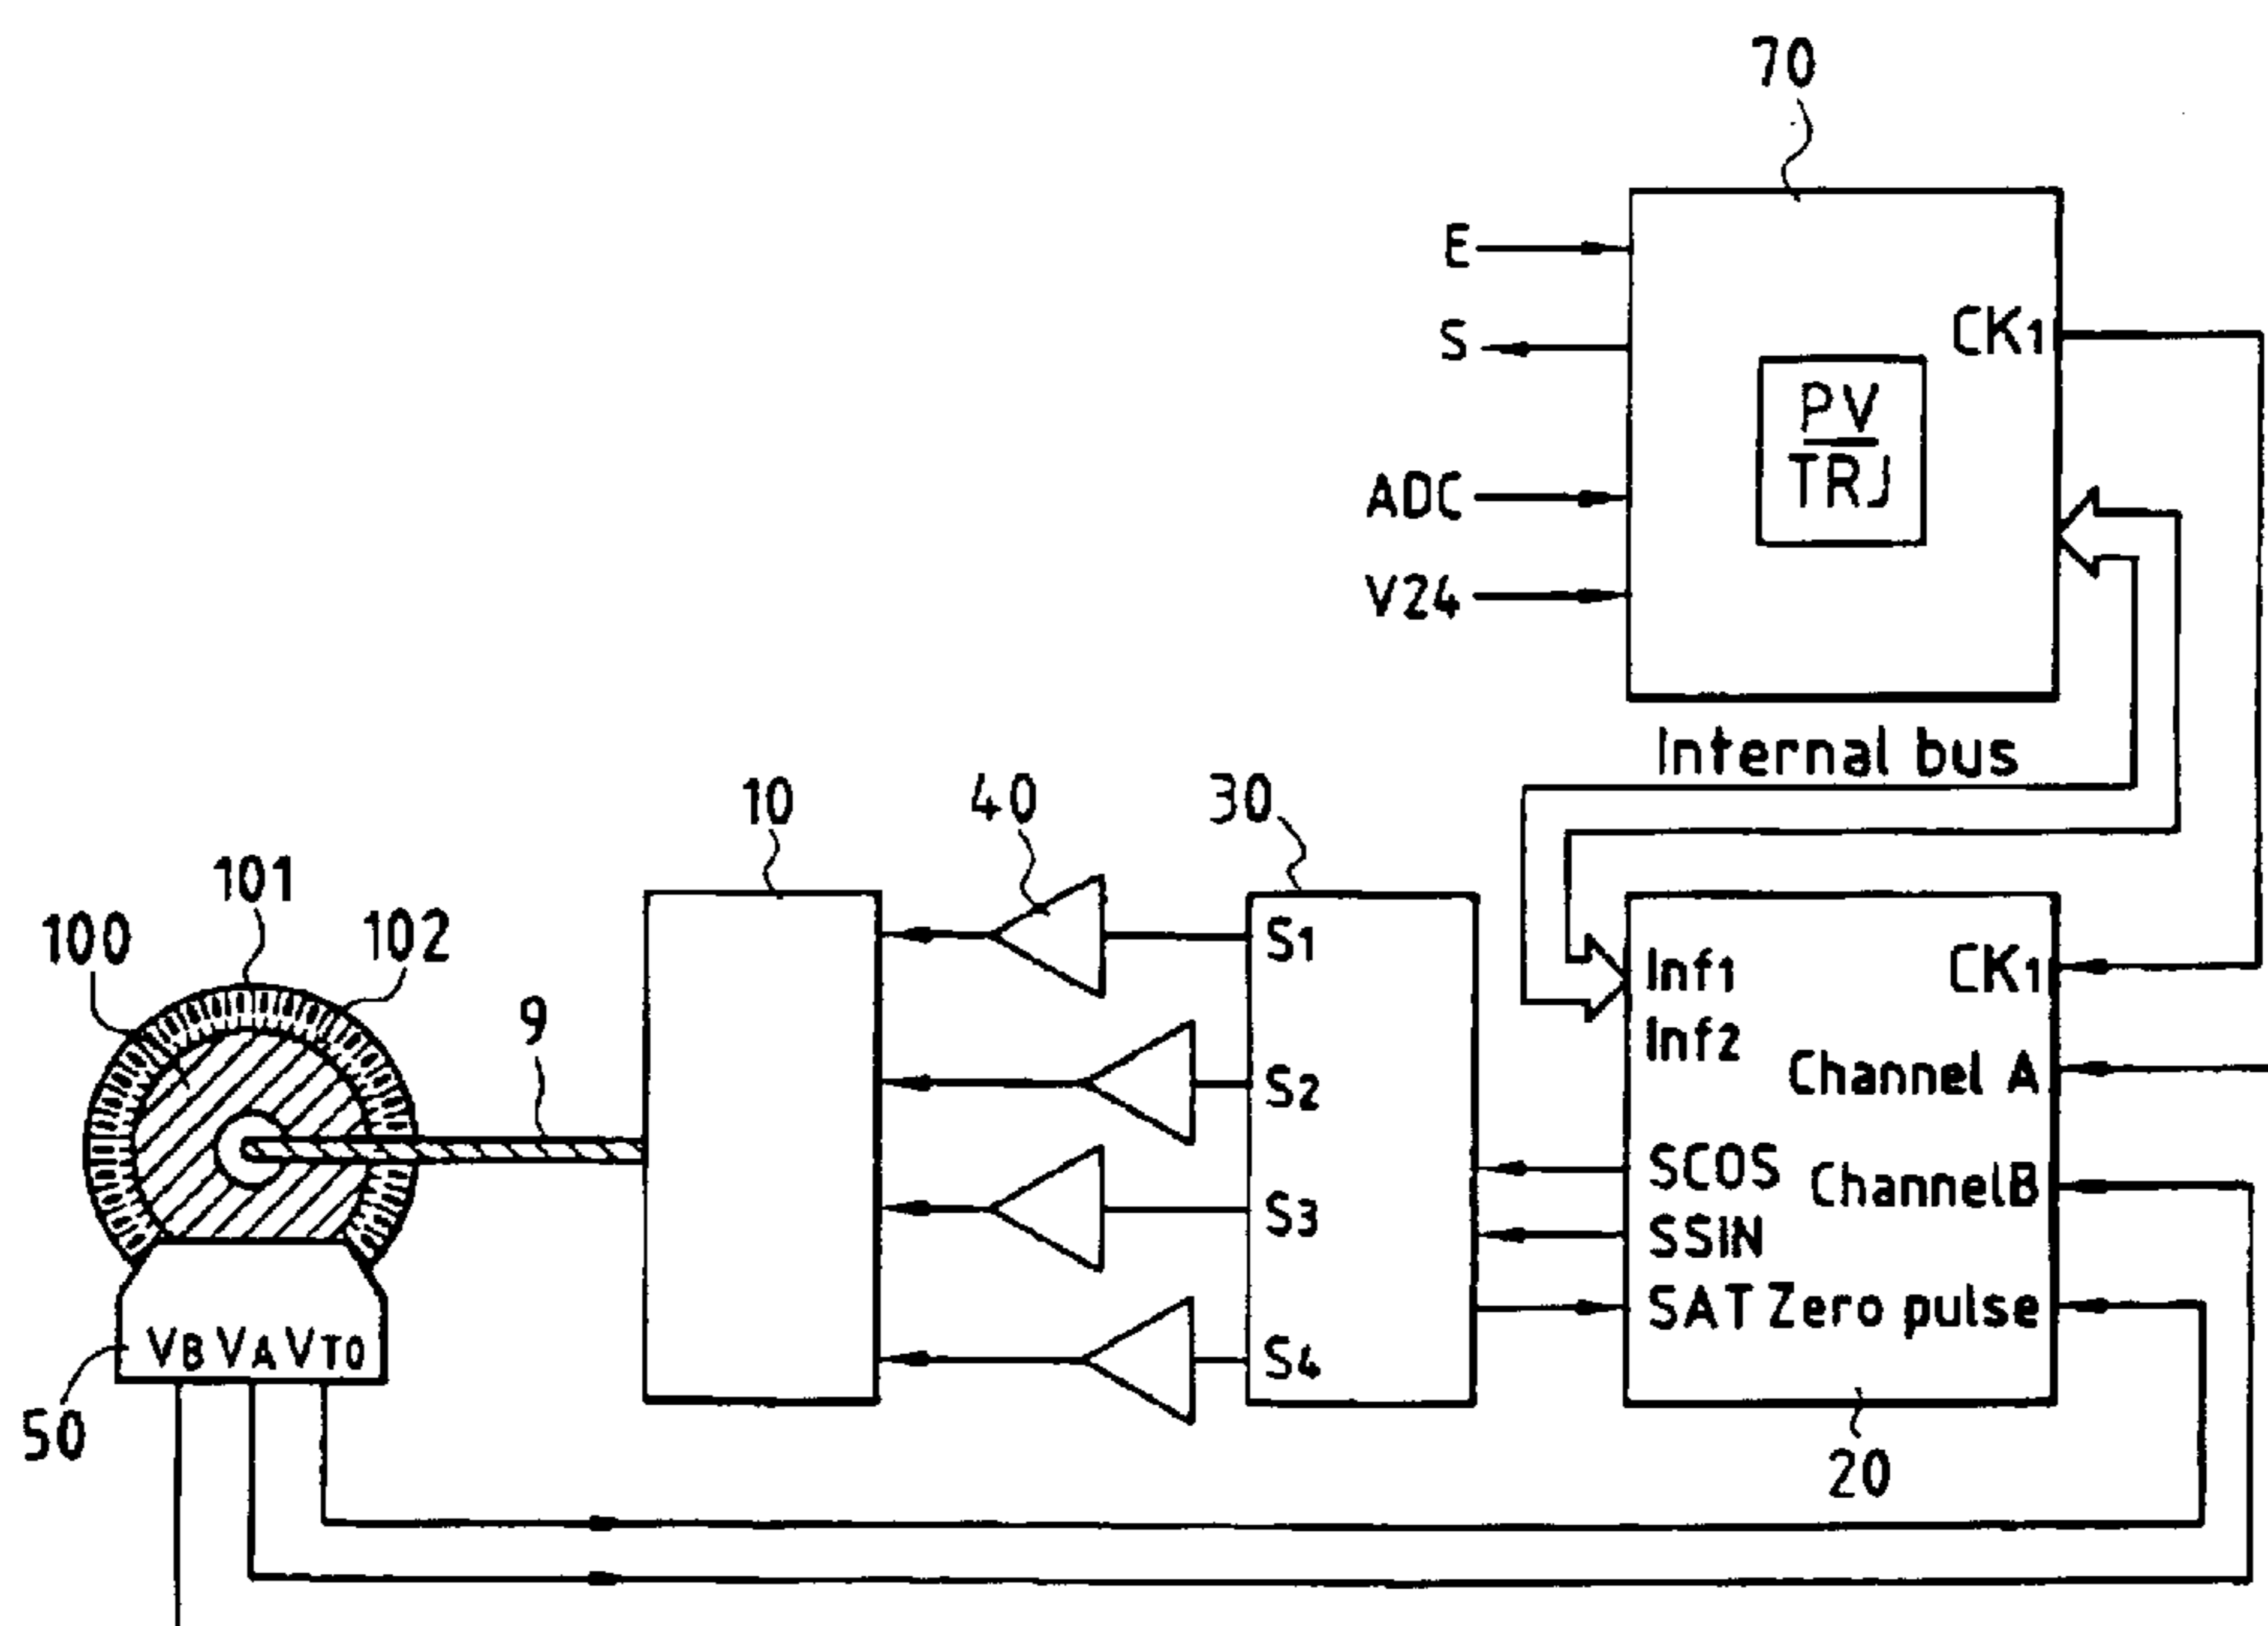 70
E
CK1
S
PV
TRJ
ADC
V24
Internal bus
10
40
30
101
100
102
9
S1
Inf1
CK1
Inf2
S2
Channel A
SCOS
Channel B
S3
SSIN
SAT Zero pulse
S4
VB VA VT0
50
20